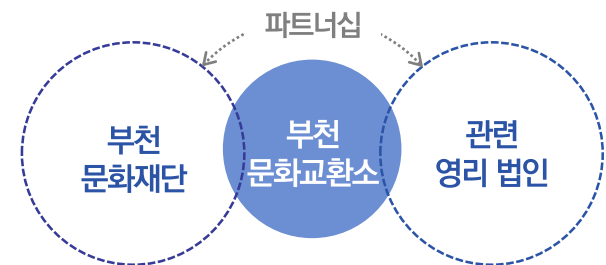 파트너십
부천
문화재단
부천
문화교환소
관련
영리 법인